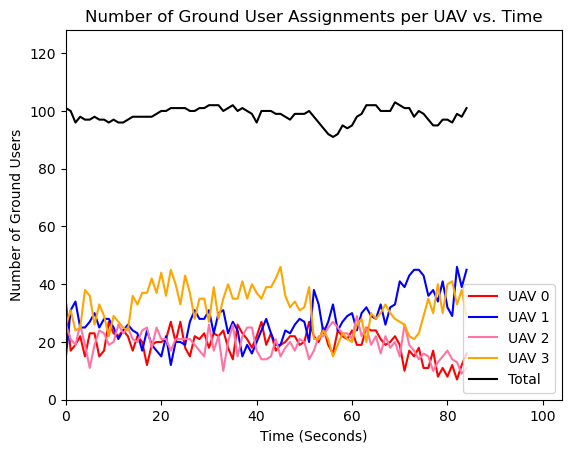 Number of Ground User Assignments per UAV vs. Time
Number of Ground Users
120
100
80
60
40
20
0
0 20 40 60 80 100
Time (Seconds)
UAV 0
UAV 1
UAV 2
UAV 3
Total